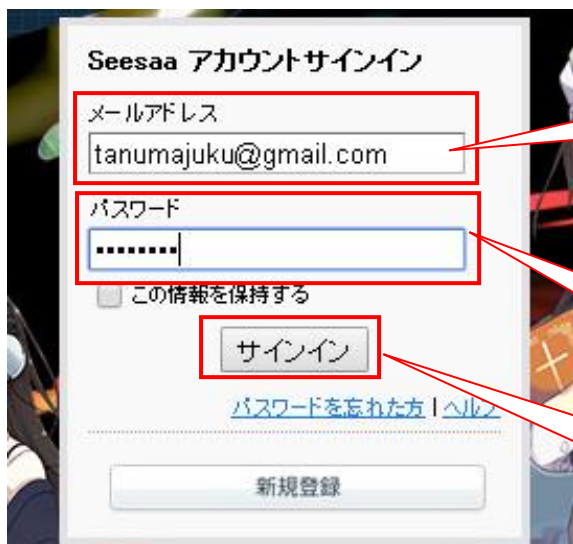 Seesaa アカウントサインイン
メールアドレス
tanumajuku@gmail.com
パスワード
••••••••
この情報を保持する
サインイン
パスワードを忘れた方 | ヘルプ
新規登録